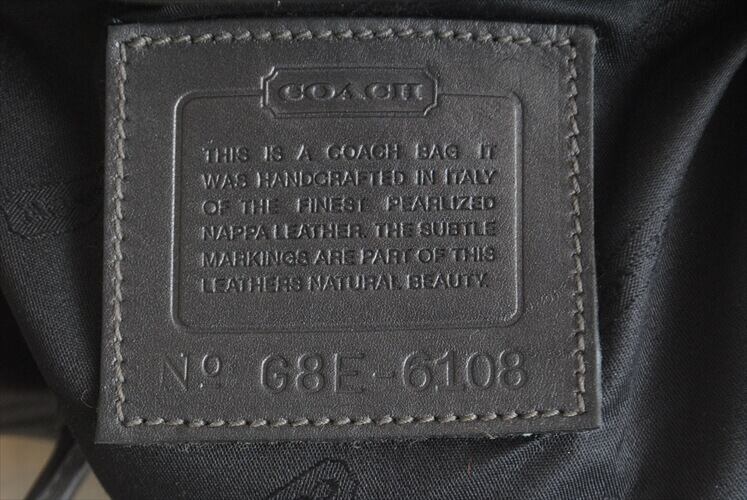 COACH
THIS IS A COACH BAG. IT
WAS HANDCRAFTED IN ITALY
OF THE FINEST PEARLIZED
NAPPA LEATHER. THE SUBTLE
MARKINGS ARE PART OF THIS
LEATHERS NATURAL BEAUTY.
No G8E-6108